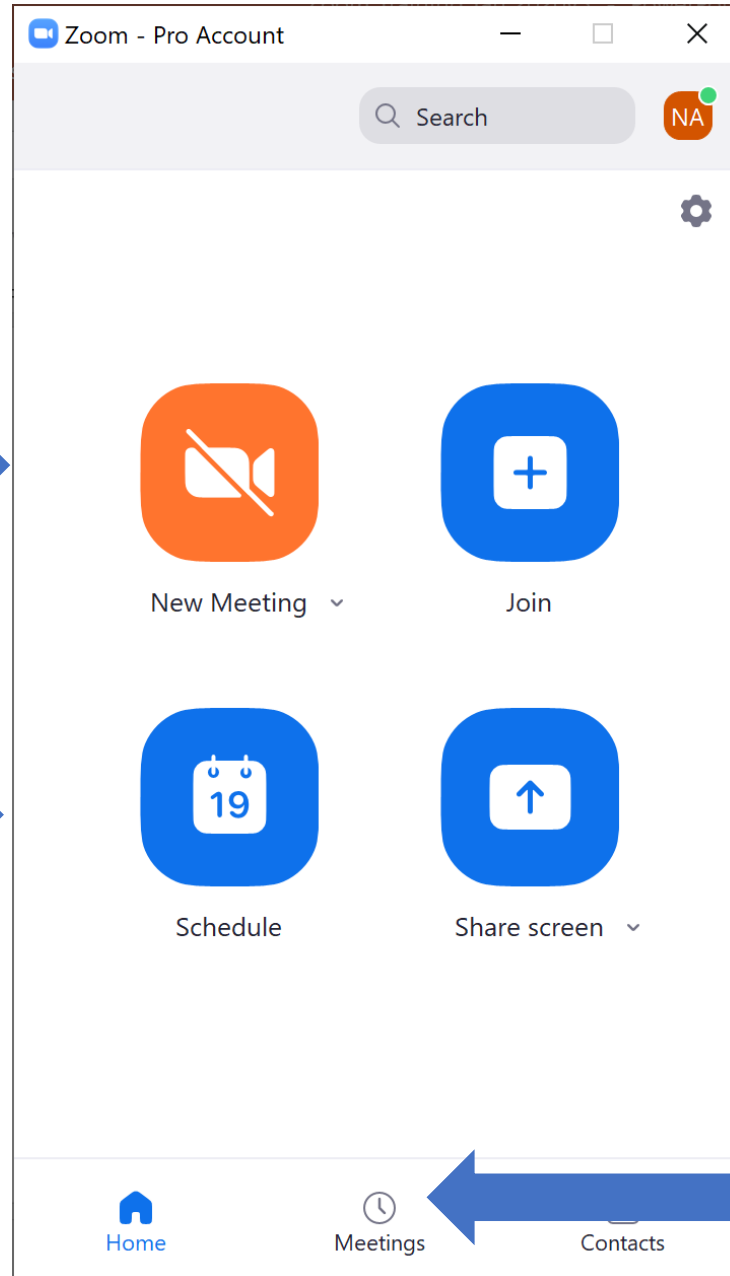 Zoom - Pro Account
Search
NA
New Meeting
Join
19
Schedule
Share screen
Home
Meetings
Contacts